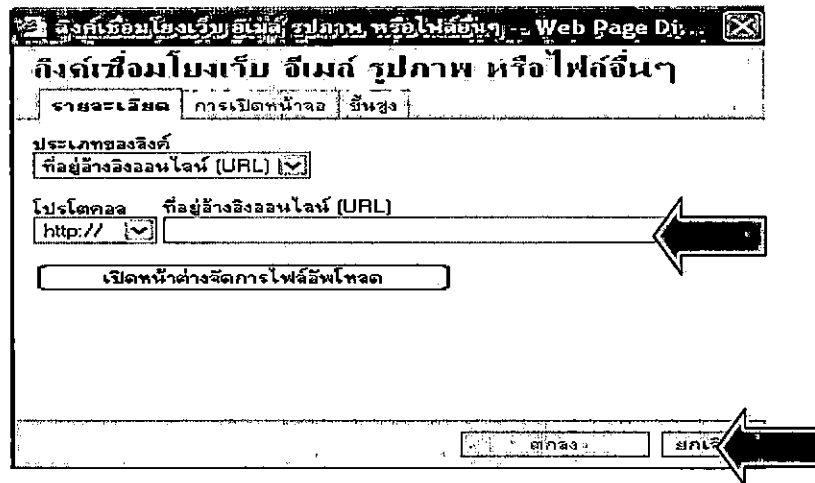 ลิงค์เชื่อมโยงเว็บ อีเมล์ รูปภาพ หรือไฟล์อื่นๆ -- Web Page Di...
ลิงค์เชื่อมโยงเว็บ อีเมล์ รูปภาพ หรือไฟล์อื่นๆ
รายละเอียด การเปิดหน้าจอ ขั้นสูง
ประเภทของลิงค์
ที่อยู่อ้างอิงออนไลน์ (URL)
โปรโตคอล ที่อยู่อ้างอิงออนไลน์ (URL)
http://
เปิดหน้าต่างจัดการไฟล์อัพโหลด
ตกลง